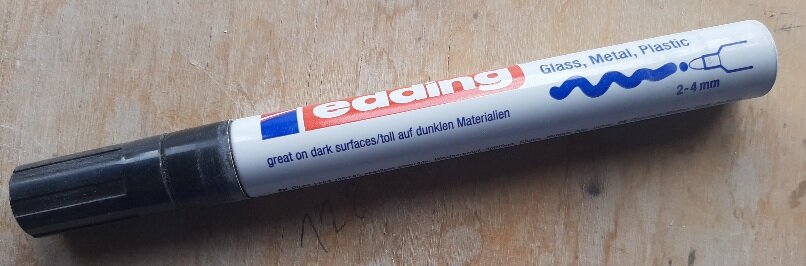 edding
Glass, Metal, Plastic
2-4 mm
great on dark surfaces/toll auf dunklen Materialien